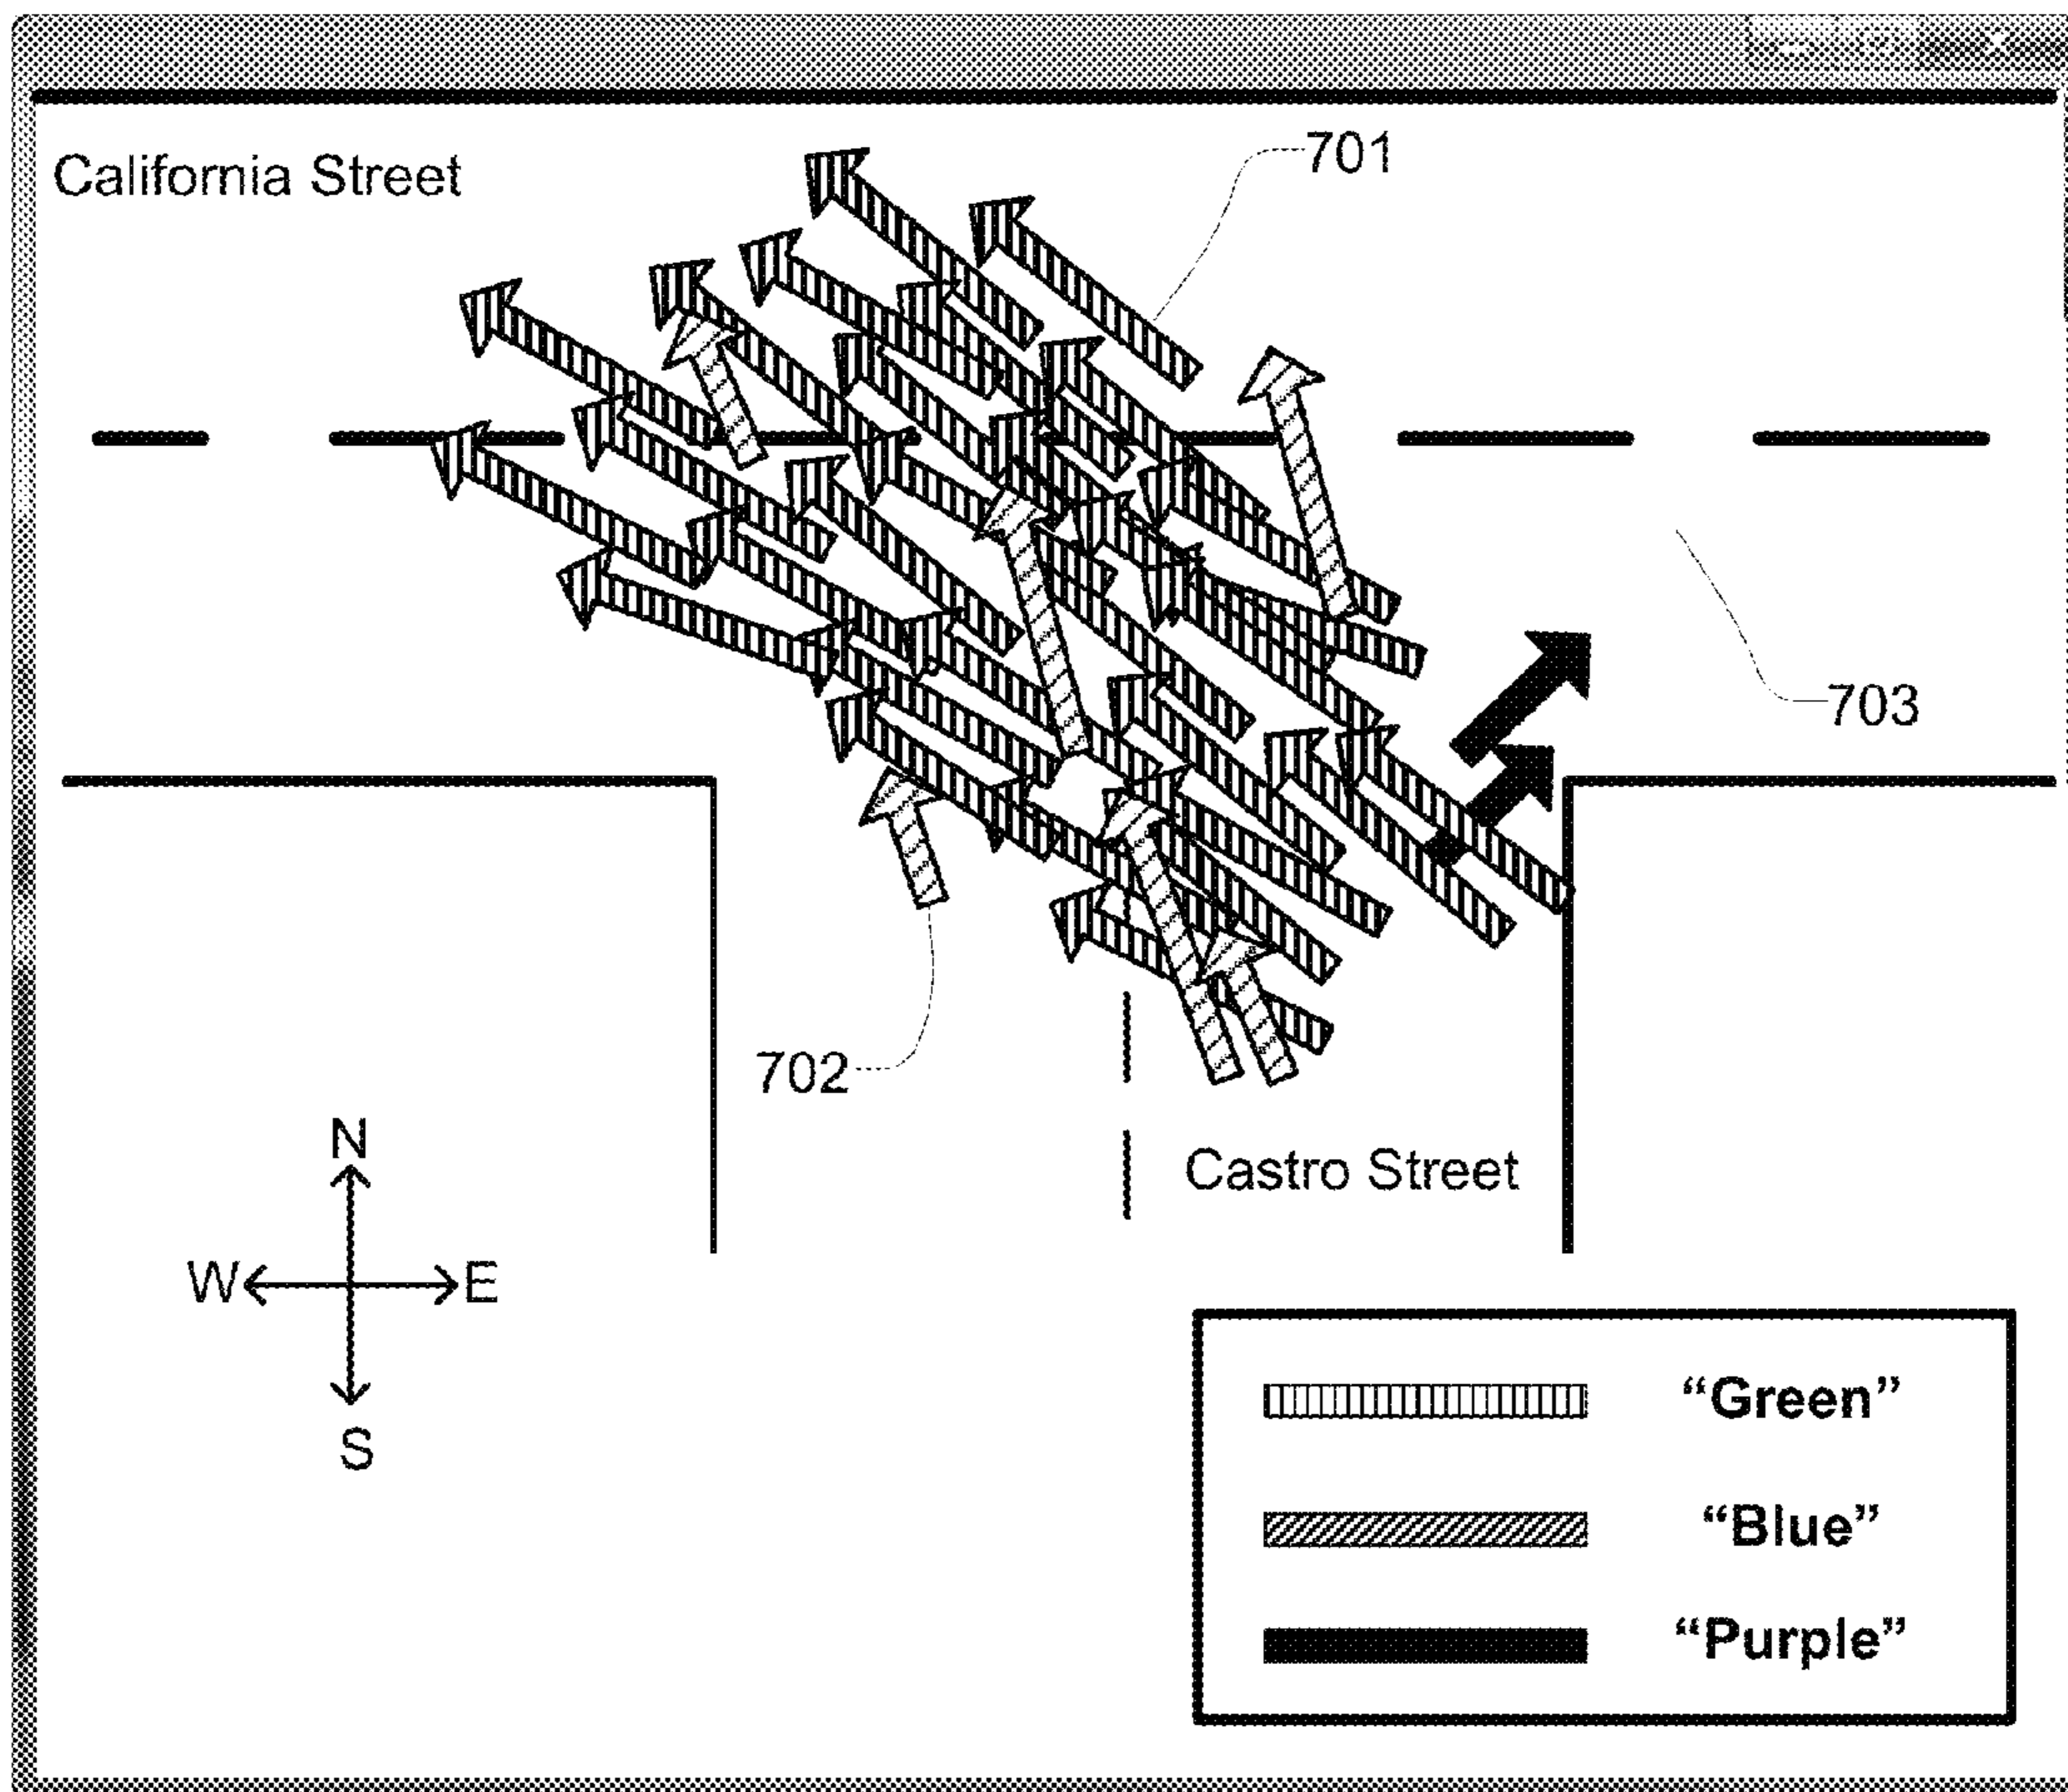 California Street
701
703
702
Castro Street
N
W E
S
“Green”
“Blue”
“Purple”